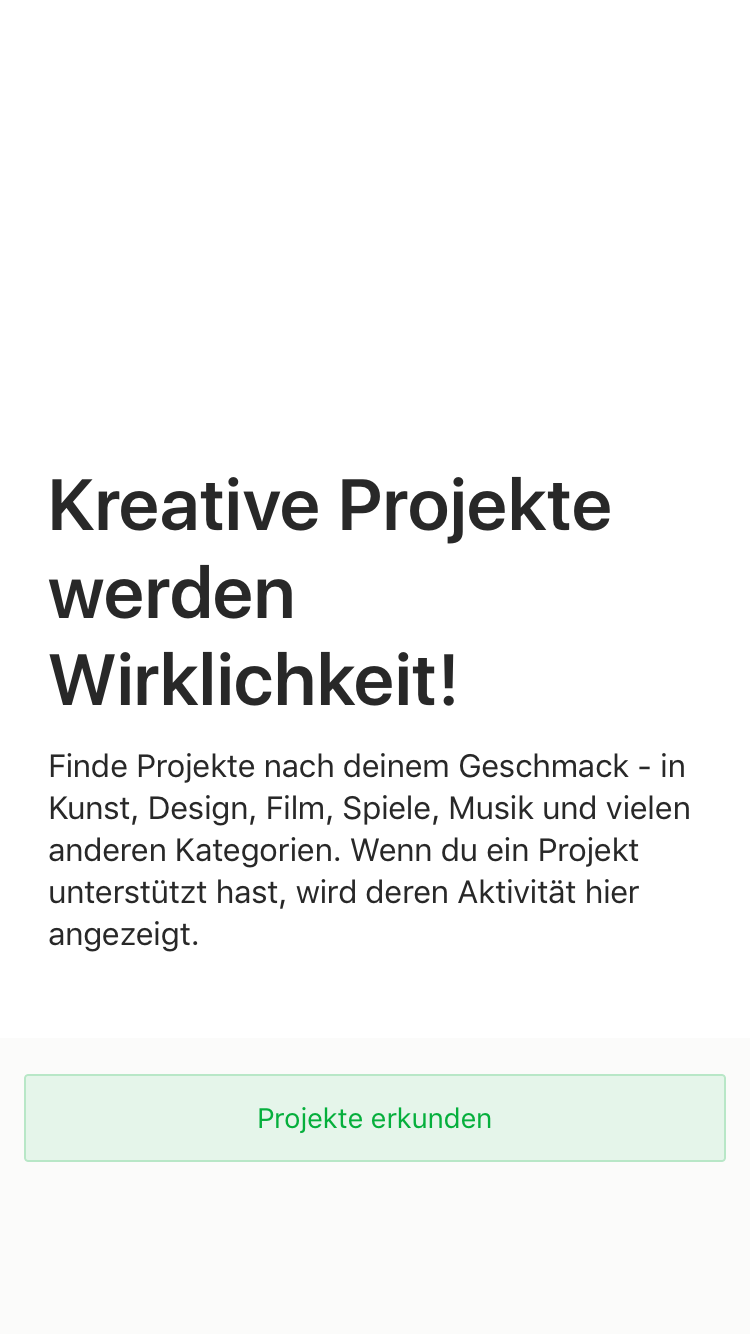 Kreative Projekte
werden
Wirklichkeit!
Finde Projekte nach deinem Geschmack - in
Kunst, Design, Film, Spiele, Musik und vielen
anderen Kategorien. Wenn du ein Projekt
unterstützt hast, wird deren Aktivität hier
angezeigt.
Projekte erkunden